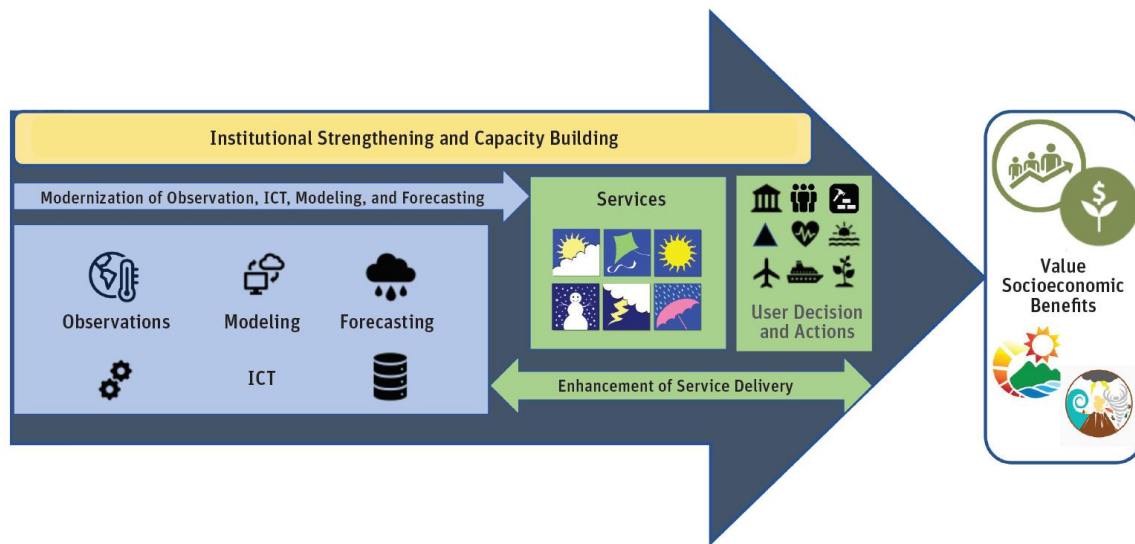 Institutional Strengthening and Capacity Building
Modernization of Observation, ICT, Modeling, and Forecasting
Services
Observations
Modeling
Forecasting
ICT
User Decision
and Actions
Enhancement of Service Delivery
$
Value
Socioeconomic
Benefits